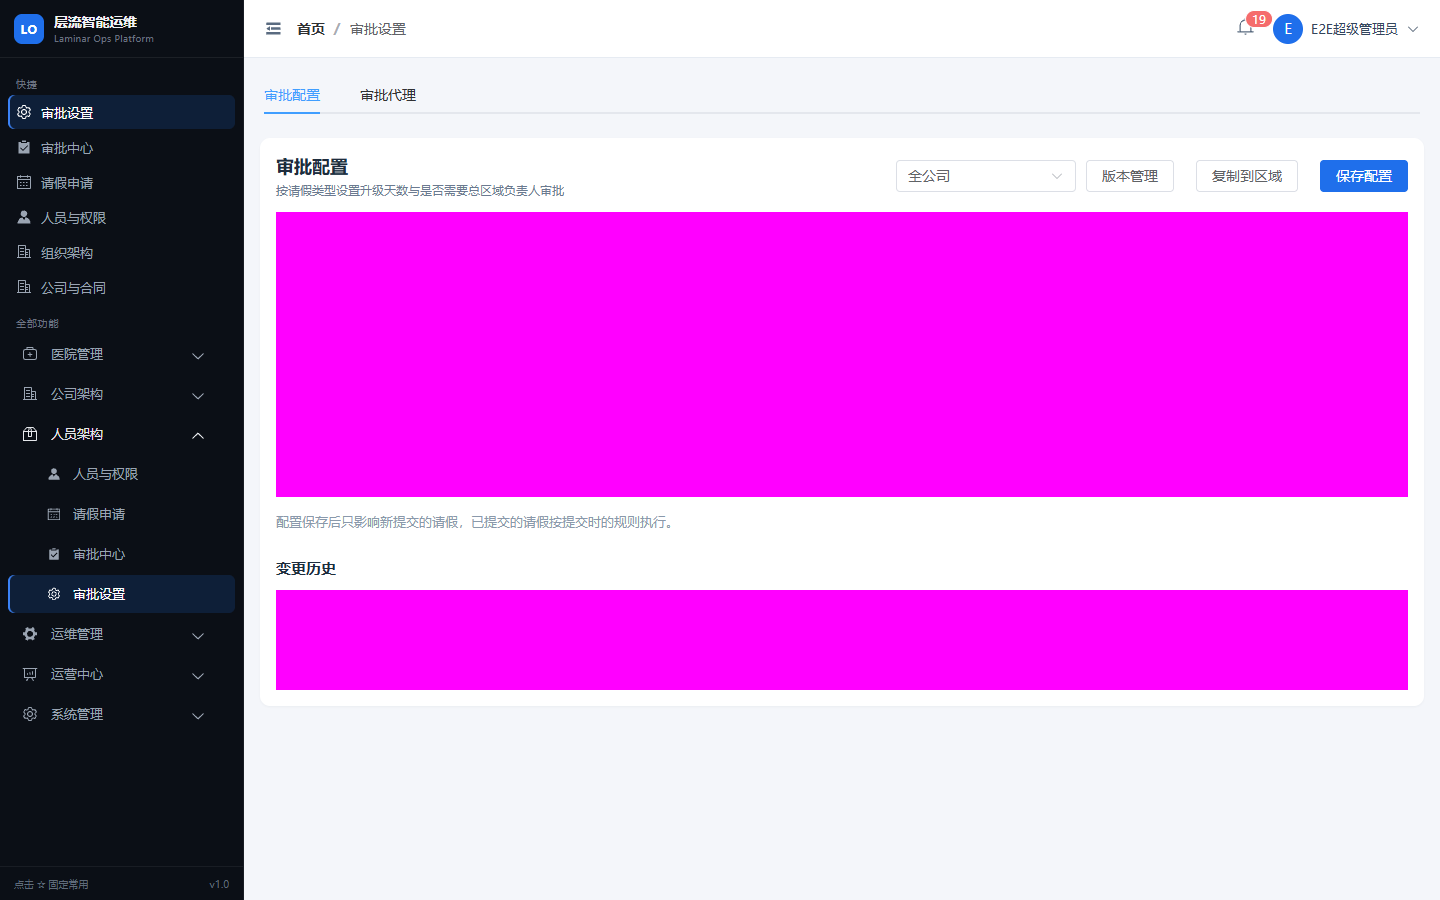 LO
层流智能运维
Laminar Ops Platform
快捷
审批设置
审批中心
请假申请
人员与权限
组织架构
公司与合同
全部功能
医院管理
公司架构
人员架构
人员与权限
请假申请
审批中心
审批设置
运维管理
运营中心
系统管理
点击 ☆ 固定常用 v1.0
首页 / 审批设置
19
E
E2E超级管理员
审批配置 审批代理
审批配置
按请假类型设置升级天数与是否需要总区域负责人审批
全公司
版本管理
复制到区域
保存配置
配置保存后只影响新提交的请假，已提交的请假按提交时的规则执行。
变更历史